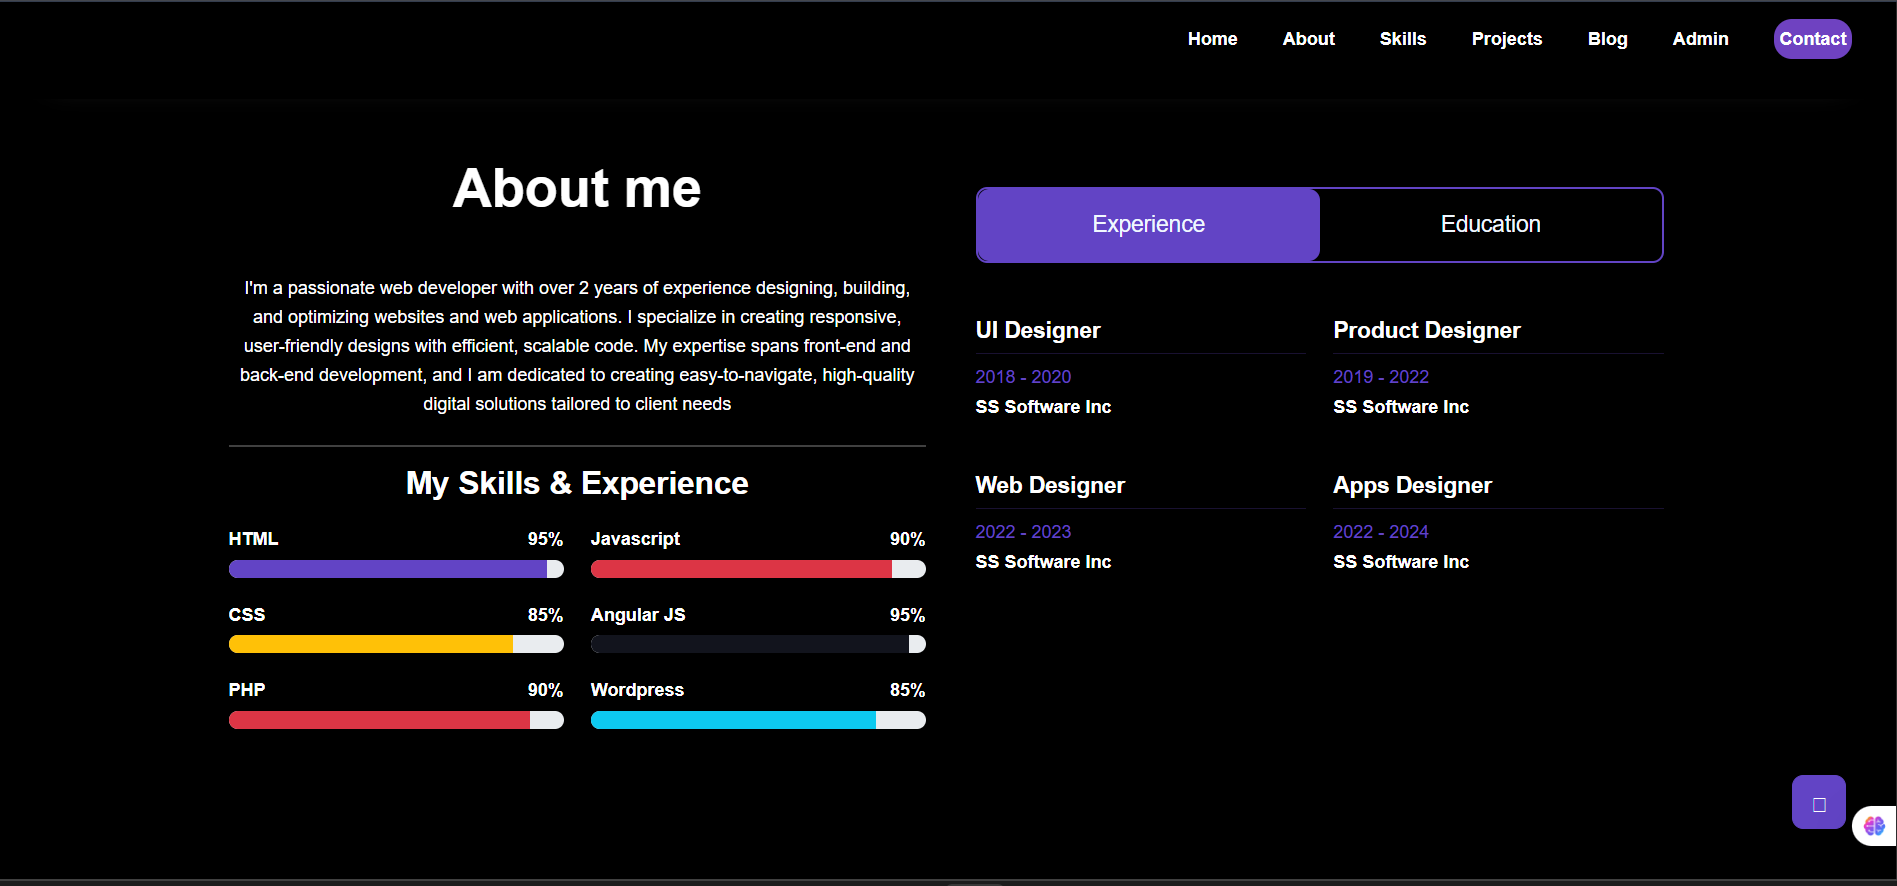 Home About Skills Projects Blog Admin Contact
About me
I'm a passionate web developer with over 2 years of experience designing, building,
and optimizing websites and web applications. I specialize in creating responsive,
user-friendly designs with efficient, scalable code. My expertise spans front-end and
back-end development, and I am dedicated to creating easy-to-navigate, high-quality
digital solutions tailored to client needs
My Skills & Experience
HTML 95%
Javascript 90%
CSS 85%
Angular JS 95%
PHP 90%
Wordpress 85%
Experience Education
UI Designer
2018 - 2020
SS Software Inc
Product Designer
2019 - 2022
SS Software Inc
Web Designer
2022 - 2023
SS Software Inc
Apps Designer
2022 - 2024
SS Software Inc